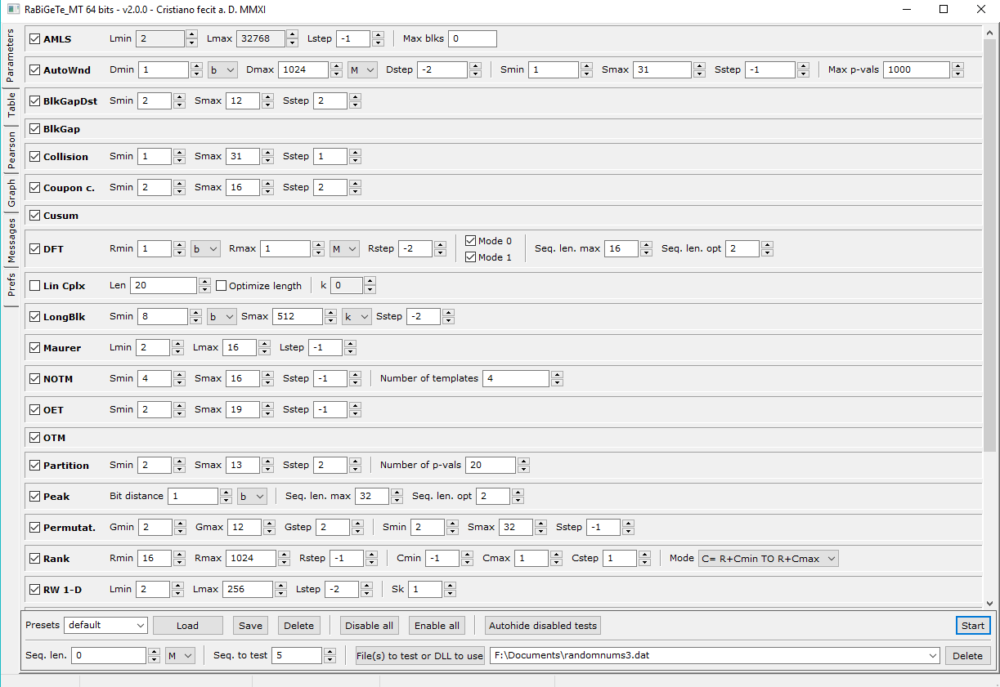 RaBiGeTe_MT 64 bits - v2.0.0 - Cristiano fecit a. D. MMXI
Parameters
Table
Pearson
Graph
Messages
Prefs
AMLS Lmin 2 Lmax 32768 Lstep -1 Max blks 0
AutoWnd Dmin 1 b Dmax 1024 M Dstep -2 Smin 1 Smax 31 Sstep -1 Max p-vals 1000
BlkGapDst Smin 2 Smax 12 Sstep 2
BlkGap
Collision Smin 1 Smax 31 Sstep 1
Coupon c. Smin 2 Smax 16 Sstep 2
Cusum
DFT Rmin 1 b Rmax 1 M Rstep -2 Mode 0 Mode 1 Seq. len. max 16 Seq. len. opt 2
Lin Cplx Len 20 Optimize length k 0
LongBlk Smin 8 b Smax 512 k Sstep -2
Maurer Lmin 2 Lmax 16 Lstep -1
NOTM Smin 4 Smax 16 Sstep -1 Number of templates 4
OET Smin 2 Smax 19 Sstep -1
OTM
Partition Smin 2 Smax 13 Sstep 2 Number of p-vals 20
Peak Bit distance 1 b Seq. len. max 32 Seq. len. opt 2
Permutat. Gmin 2 Gmax 12 Gstep 2 Smin 2 Smax 32 Sstep -1
Rank Rmin 16 Rmax 1024 Rstep -1 Cmin -1 Cmax 1 Cstep 1 Mode C= R+Cmin TO R+Cmax
RW 1-D Lmin 2 Lmax 256 Lstep -2 Sk 1
Presets default Load Save Delete Disable all Enable all Autohide disabled tests Start
Seq. len. 0 M Seq. to test 5 File(s) to test or DLL to use F:\Documents\randomnums3.dat Delete